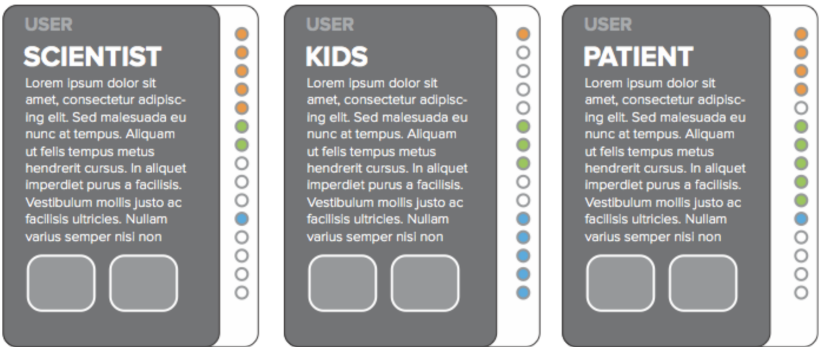 USER
SCIENTIST
Lorem ipsum dolor sit
amet, consectetur adipisc-
ing elit. Sed malesuada eu
nunc at tempus. Aliquam
ut felis tempus metus
hendrerit cursus. In aliquet
imperdiet purus a facilisis.
Vestibulum mollis justo ac
facilisis ultricies. Nullam
varius semper nisi non
USER
KIDS
Lorem ipsum dolor sit
amet, consectetur adipisc-
ing elit. Sed malesuada eu
nunc at tempus. Aliquam
ut felis tempus metus
hendrerit cursus. In aliquet
imperdiet purus a facilisis.
Vestibulum mollis justo ac
facilisis ultricies. Nullam
varius semper nisi non
USER
PATIENT
Lorem ipsum dolor sit
amet, consectetur adipisc-
ing elit. Sed malesuada eu
nunc at tempus. Aliquam
ut felis tempus metus
hendrerit cursus. In aliquet
imperdiet purus a facilisis.
Vestibulum mollis justo ac
facilisis ultricies. Nullam
varius semper nisi non